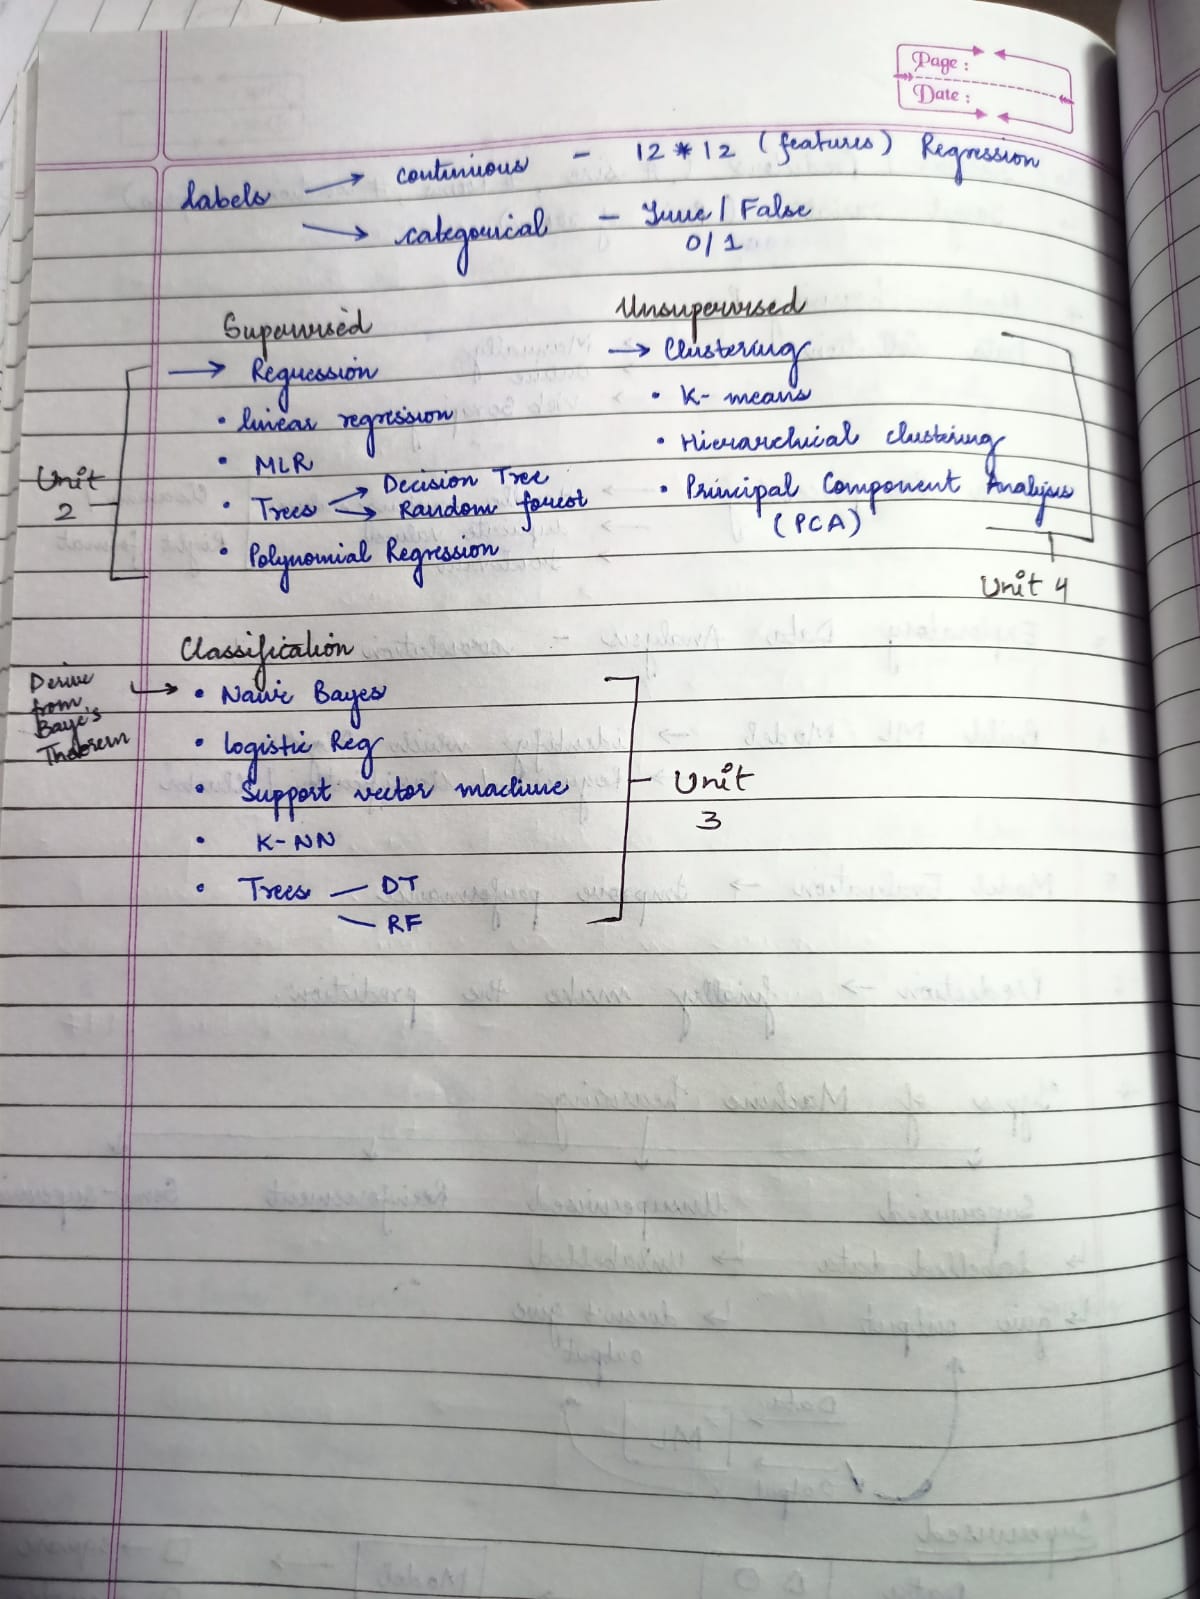 Page :
Date :
labels → continuous - 12 * 12 (features) Regression
→ categorical - True / False
0/1
Supervised
→ Regression
• linear regression
• MLR
• Trees → Decision Tree
→ Random forest
• Polynomial Regression
Unit
2
Unsupervised
→ Clustering
• K-means
• Hierarchical clustering
• Principal Component Analysis
(PCA)
Unit 4
Classification
Derive
from
Baye's
Theorem
→ • Naive Bayes
• logistic Reg
• Support vector machine
• K-NN
• Trees — DT
— RF
Unit
3